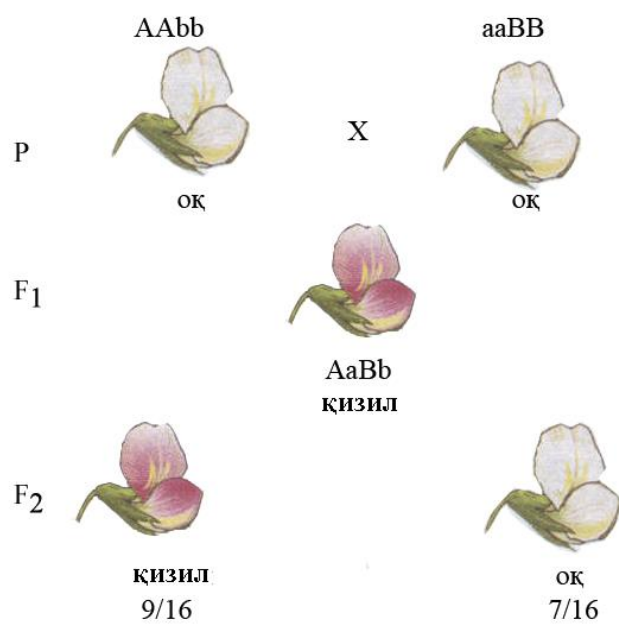 AAbb aaBB
P X
оқ оқ
F1
AaBb
қизил
F2
қизил оқ
9/16 7/16